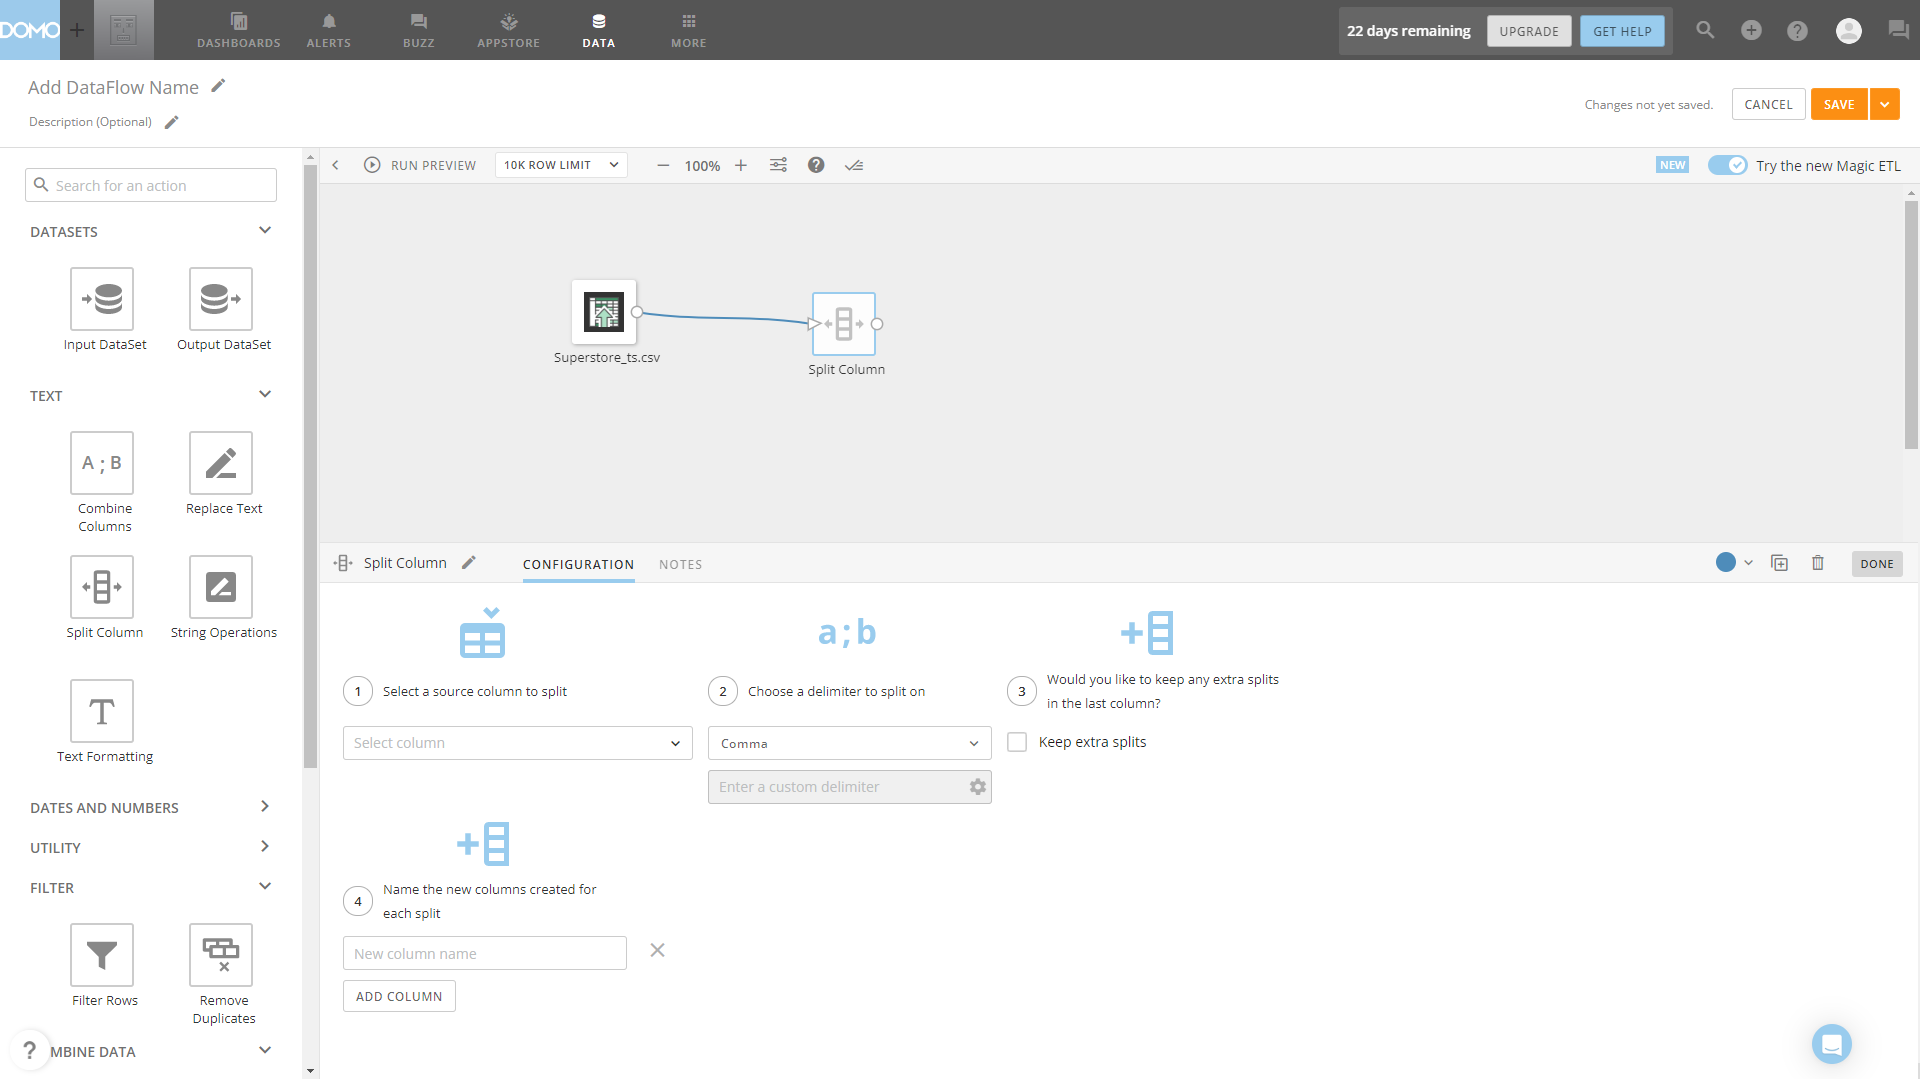 DOMO
DASHBOARDS
ALERTS
BUZZ
APPSTORE
DATA
MORE
22 days remaining
UPGRADE
GET HELP
Add DataFlow Name
Description (Optional)
Changes not yet saved.
CANCEL
SAVE
Search for an action
RUN PREVIEW
10K ROW LIMIT
100%
NEW
Try the new Magic ETL
DATASETS
Input DataSet
Output DataSet
TEXT
A ; B
Combine
Columns
Replace Text
Split Column
String Operations
T
Text Formatting
DATES AND NUMBERS
UTILITY
FILTER
Filter Rows
Remove
Duplicates
?
MBINE DATA
Superstore_ts.csv
Split Column
Split Column
CONFIGURATION
NOTES
DONE
a;b
1
Select a source column to split
Select column
2
Choose a delimiter to split on
Comma
Enter a custom delimiter
3
Would you like to keep any extra splits
in the last column?
Keep extra splits
4
Name the new columns created for
each split
New column name
ADD COLUMN